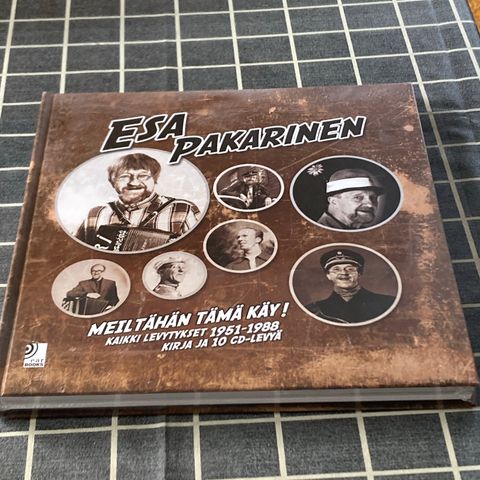 ESA
PAKARINEN
MEILTÄHÄN TÄMÄ KÄY!
KAIKKI LEVYTYKSET 1951-1988
KIRJA JA 10 CD-LEVYÄ
ear
BOOKS